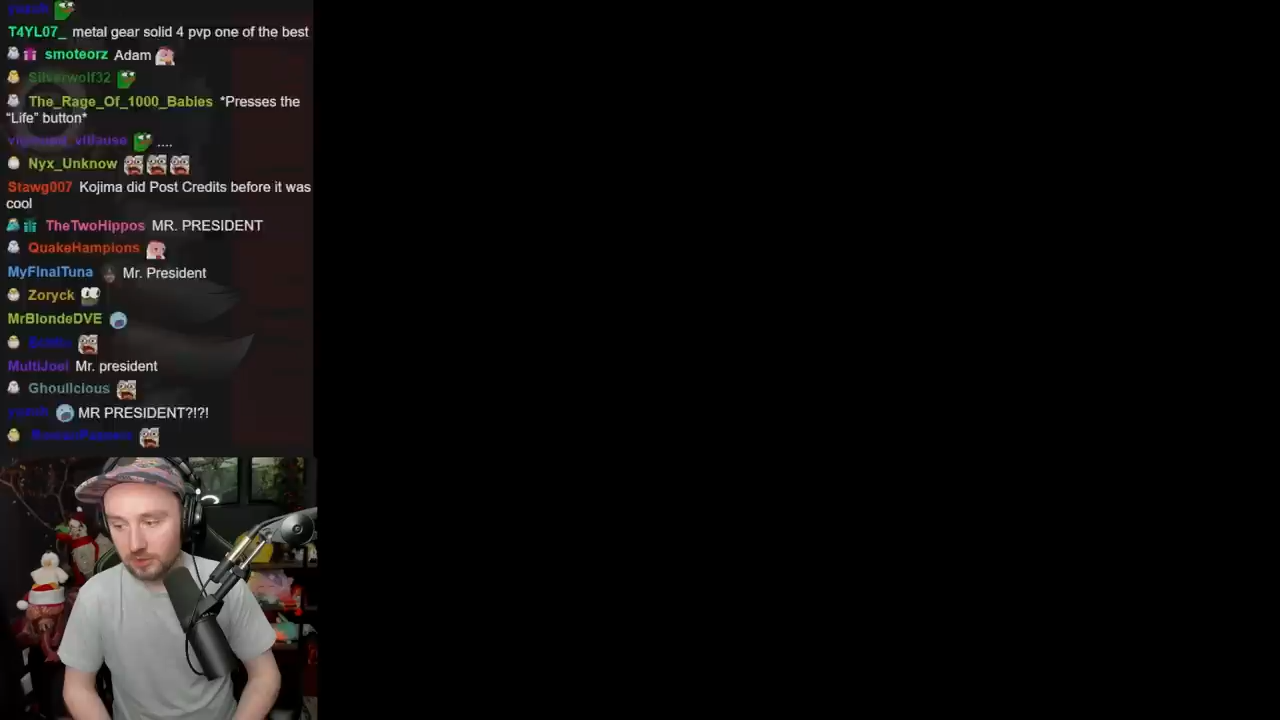 T4YL07_ metal gear solid 4 pvp one of the best
smoteorz Adam
Silverwolf32
The_Rage_Of_1000_Babies *Presses the
“Life” button*
....
Nyx_Unknow
Stawg007 Kojima did Post Credits before it was
cool
TheTwoHippos MR. PRESIDENT
QuakeHampions
MyFInalTuna Mr. President
Zoryck
MrBlondeDVE
MultiJoel Mr. president
Ghoullcious
MR PRESIDENT?!?!